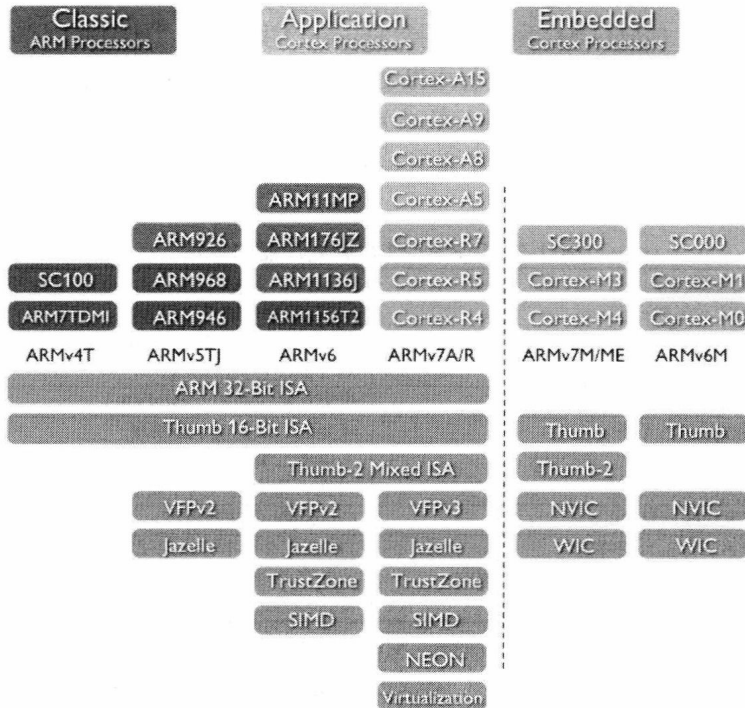 Classic
ARM Processors
Application
Cortex Processors
Embedded
Cortex Processors
Cortex-A15
Cortex-A9
Cortex-A8
ARM11MP
Cortex-A5
ARM926
ARM176JZ
Cortex-R7
SC300
SC000
SC100
ARM968
ARM1136J
Cortex-R5
Cortex-M3
Cortex-M1
ARM7TDMI
ARM946
ARM1156T2
Cortex-R4
Cortex-M4
Cortex-M0
ARMv4T
ARMv5TJ
ARMv6
ARMv7A/R
ARMv7M/ME
ARMv6M
ARM 32-Bit ISA
Thumb 16-Bit ISA
Thumb
Thumb
Thumb-2 Mixed ISA
Thumb-2
VFPv2
VFPv2
VFPv3
NVIC
NVIC
Jazelle
Jazelle
Jazelle
WIC
WIC
TrustZone
TrustZone
SIMD
SIMD
NEON
Virtualization